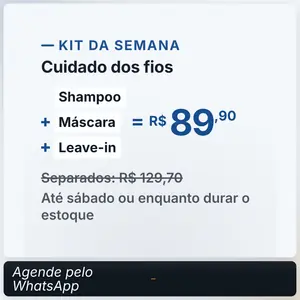 — KIT DA SEMANA
Cuidado dos fios
Shampoo
+ Máscara
+ Leave-in
= R$ 89,90
Separados: R$ 129,70
Até sábado ou enquanto durar o
estoque
Agende pelo
WhatsApp
–